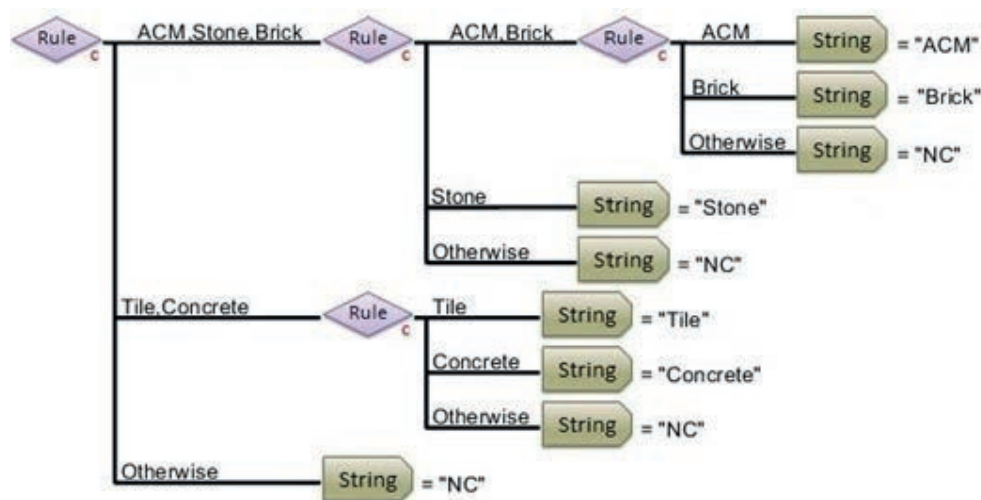 Rule c ACM,Stone,Brick Rule c ACM,Brick Rule c ACM String = "ACM"
Brick String = "Brick"
Otherwise String = "NC"
Stone String = "Stone"
Otherwise String = "NC"
Tile,Concrete Rule c Tile String = "Tile"
Concrete String = "Concrete"
Otherwise String = "NC"
Otherwise String = "NC"